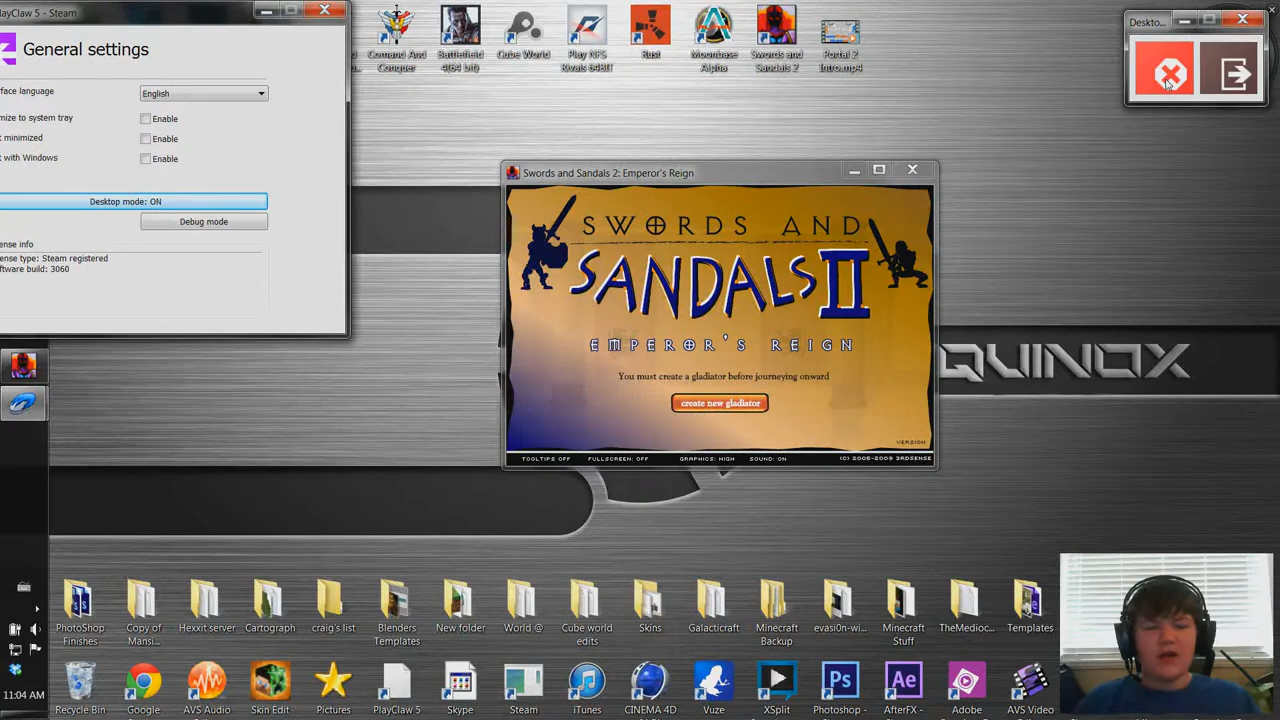 PlayClaw 5 - Steam
General settings
rface language
English
mize to system tray
Enable
t minimized
Enable
t with Windows
Enable
Desktop mode: ON
Debug mode
ense info
ense type: Steam registered
oftware build: 3060
Comand And
Conquer
Battlefield
4(64 bit)
Cube World
Play NFS
Rivals 64BIT
Rust
Moonbase
Alpha
Swords and
Sandals 2
Portal 2
Intro.mp4
Deskto...
Swords and Sandals 2: Emperor's Reign
SWORDS AND
SANDALS II
EMPEROR'S REIGN
You must create a gladiator before journeying onward
create new gladiator
VERSION
TOOLTIPS OFF
FULLSCREEN: OFF
GRAPHICS: HIGH
SOUND: ON
(C) 2005-2009 3RDSENSE
QUINOX
PhotoShop
Finishes
Copy of
Mansi...
Hexxit server
Cartograph
craig's list
Blenders
Templates
New folder
World @
Cube world
edits
Skins
Galacticraft
Minecraft
Backup
evasi0n-wi...
Minecraft
Stuff
TheMedioc...
Templates
11:04 AM
Recycle Bin
Google
AVS Audio
Skin Edit
Pictures
PlayClaw 5
Skype
Steam
iTunes
CINEMA 4D
Vuze
XSplit
Ps
Photoshop -
Ae
AfterFX -
Adobe
AVS Video